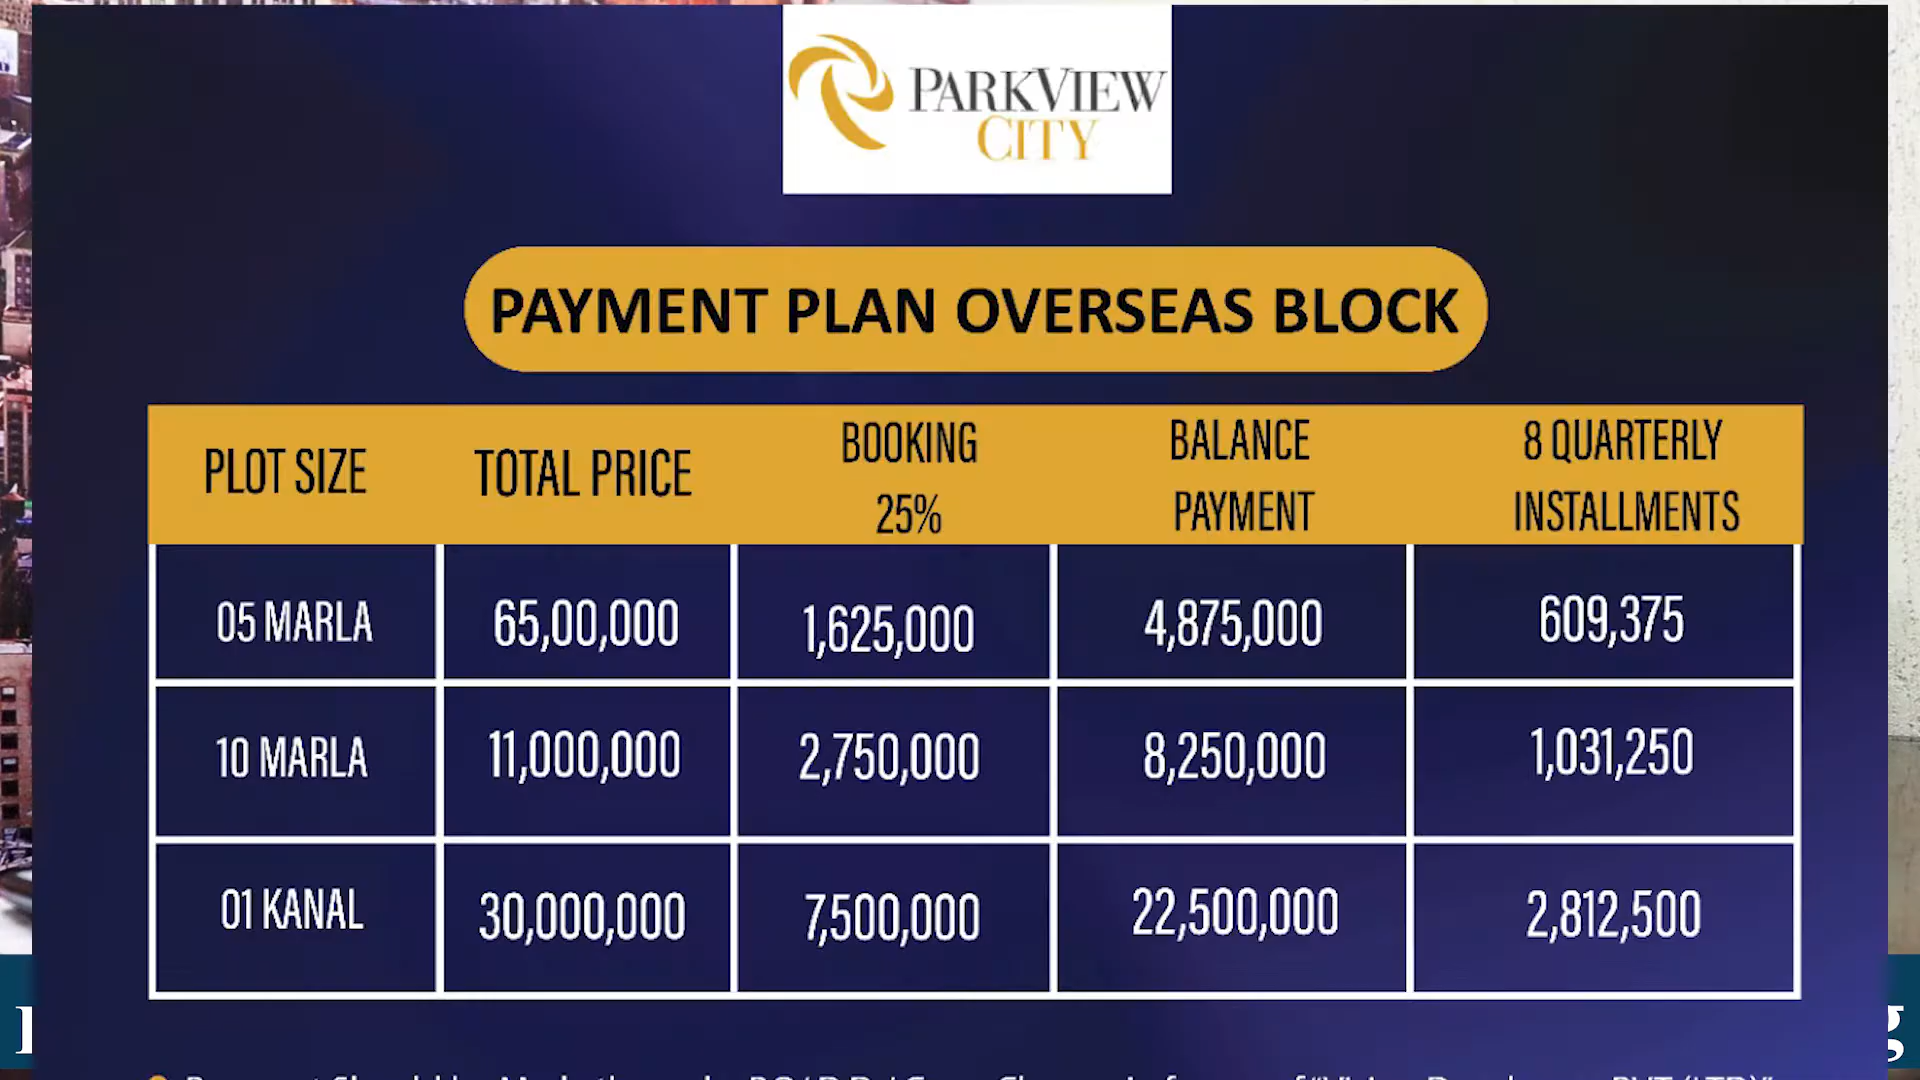 PARKVIEW
CITY
PAYMENT PLAN OVERSEAS BLOCK
PLOT SIZE TOTAL PRICE BOOKING 25% BALANCE PAYMENT 8 QUARTERLY INSTALLMENTS
05 MARLA 65,00,000 1,625,000 4,875,000 609,375
10 MARLA 11,000,000 2,750,000 8,250,000 1,031,250
01 KANAL 30,000,000 7,500,000 22,500,000 2,812,500